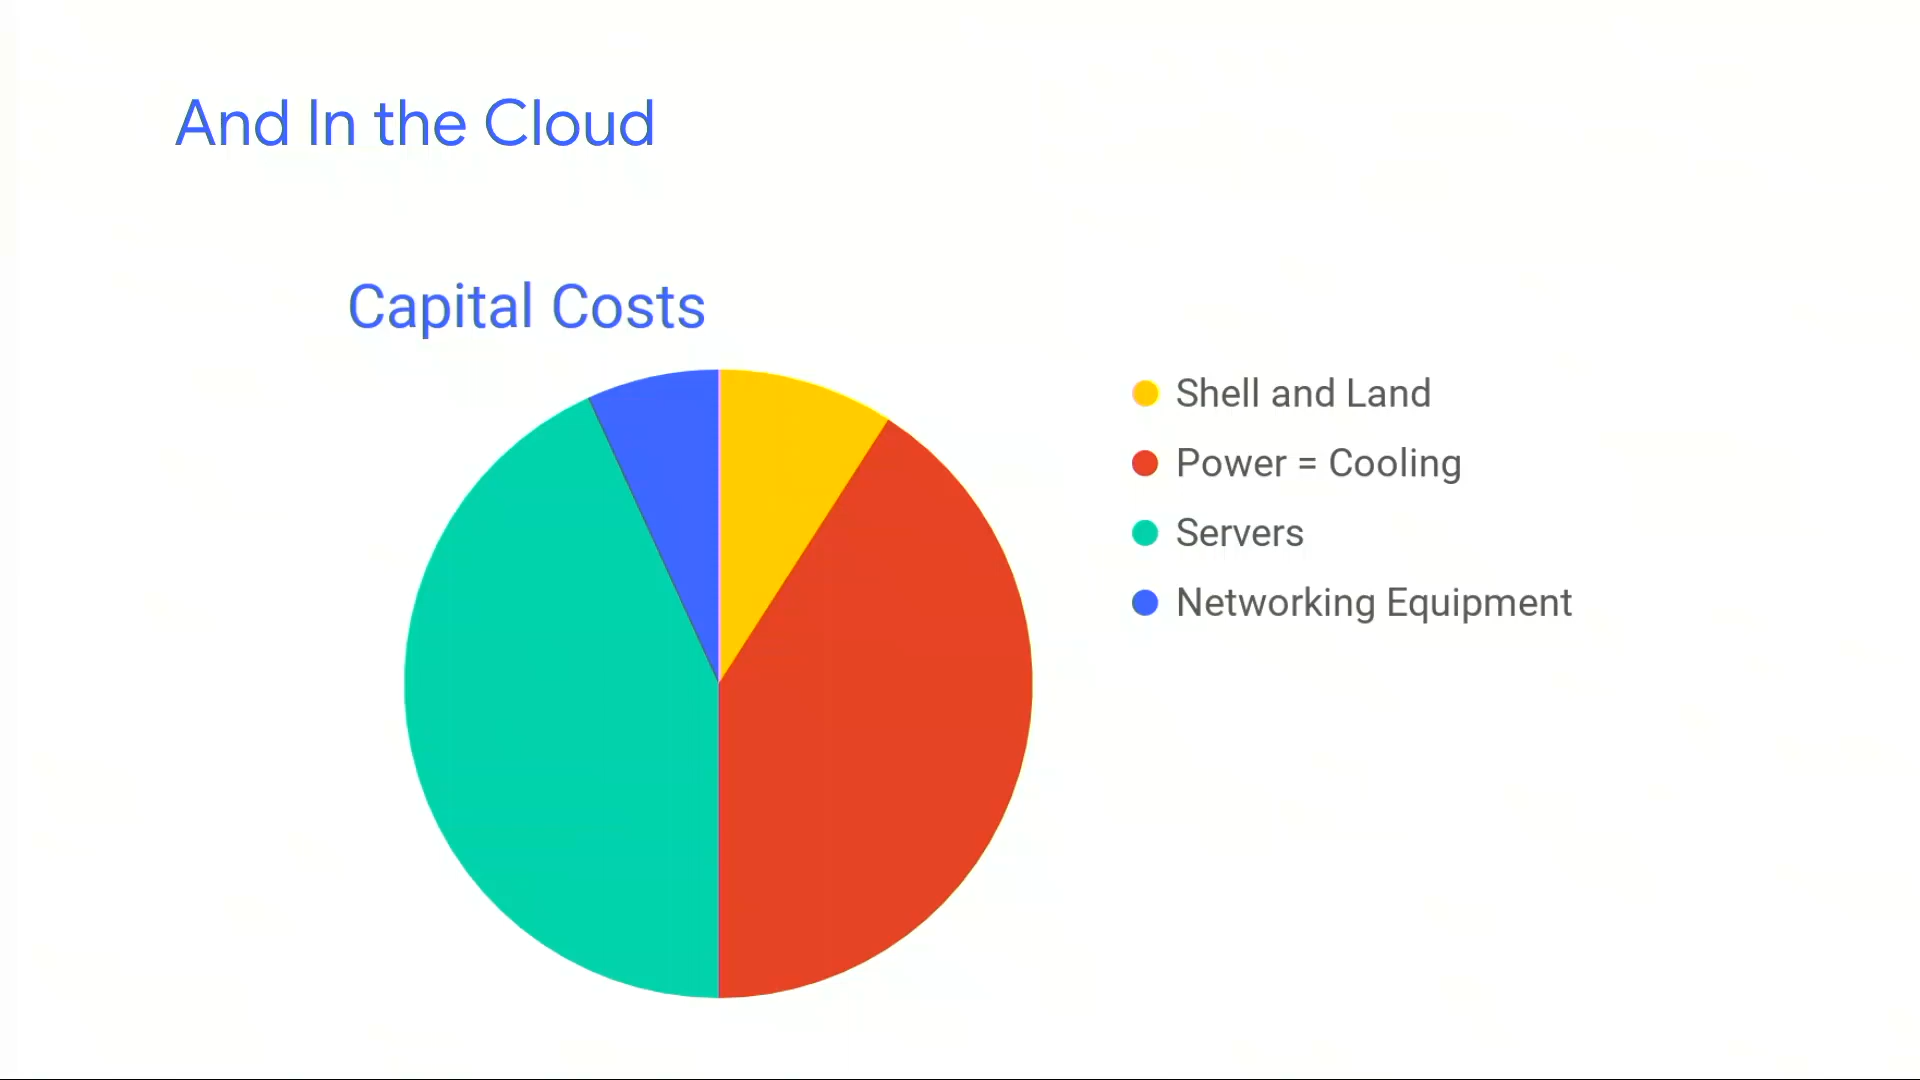 And In the Cloud
Capital Costs
Shell and Land
Power = Cooling
Servers
Networking Equipment